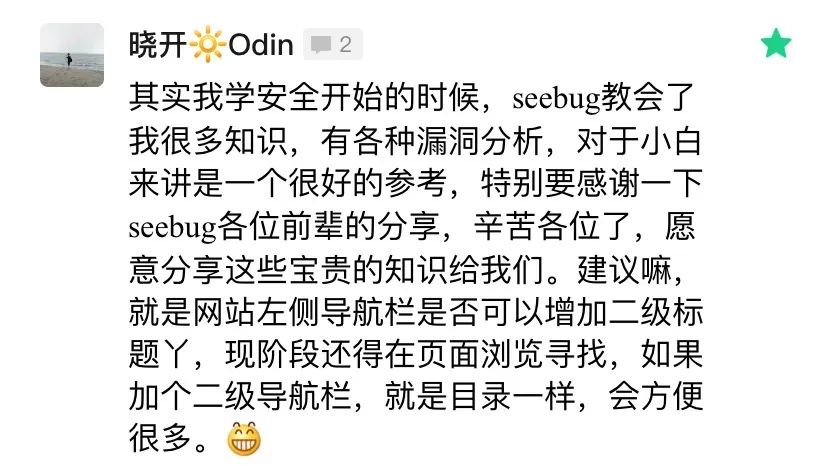 晓开🔆Odin 2
其实我学安全开始的时候，seebug教会了
我很多知识，有各种漏洞分析，对于小白
来讲是一个很好的参考，特别要感谢一下
seebug各位前辈的分享，辛苦各位了，愿
意分享这些宝贵的知识给我们。建议嘛，
就是网站左侧导航栏是否可以增加二级标
题丫，现阶段还得在页面浏览寻找，如果
加个二级导航栏，就是目录一样，会方便
很多。😁